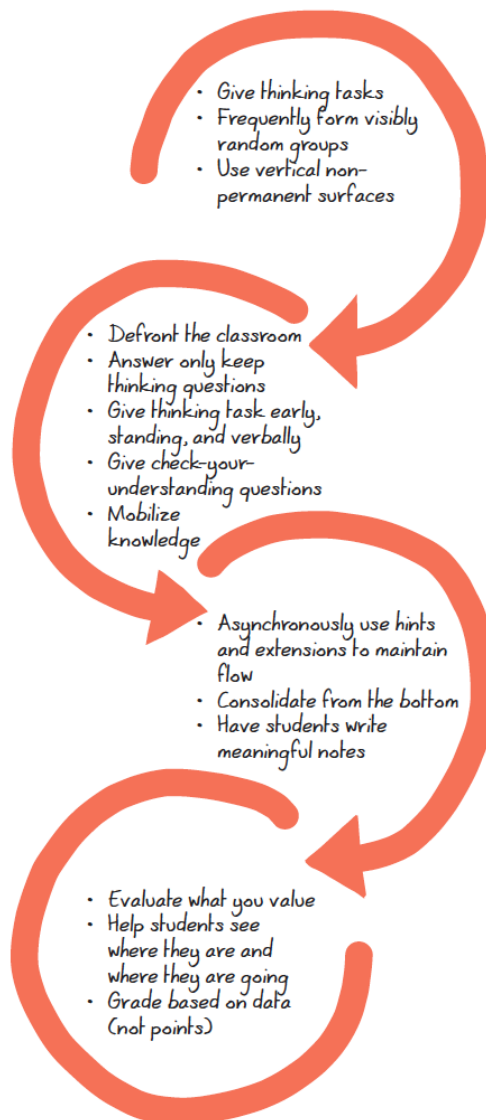 • Give thinking tasks
• Frequently form visibly
random groups
• Use vertical non-
permanent surfaces
• Defront the classroom
• Answer only keep
thinking questions
• Give thinking task early,
standing, and verbally
• Give check-your-
understanding questions
• Mobilize
knowledge
• Asynchronously use hints
and extensions to maintain
flow
• Consolidate from the bottom
• Have students write
meaningful notes
• Evaluate what you value
• Help students see
where they are and
where they are going
• Grade based on data
(not points)